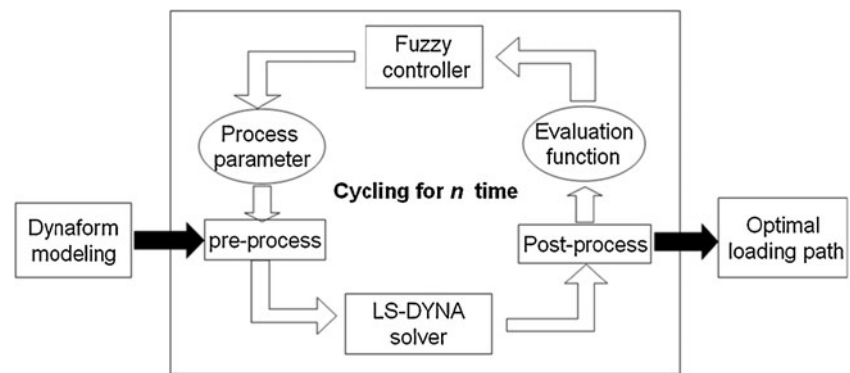 Fuzzy
controller
Process
parameter
Evaluation
function
Cycling for n time
Dynaform
modeling
pre-process
Post-process
Optimal
loading path
LS-DYNA
solver